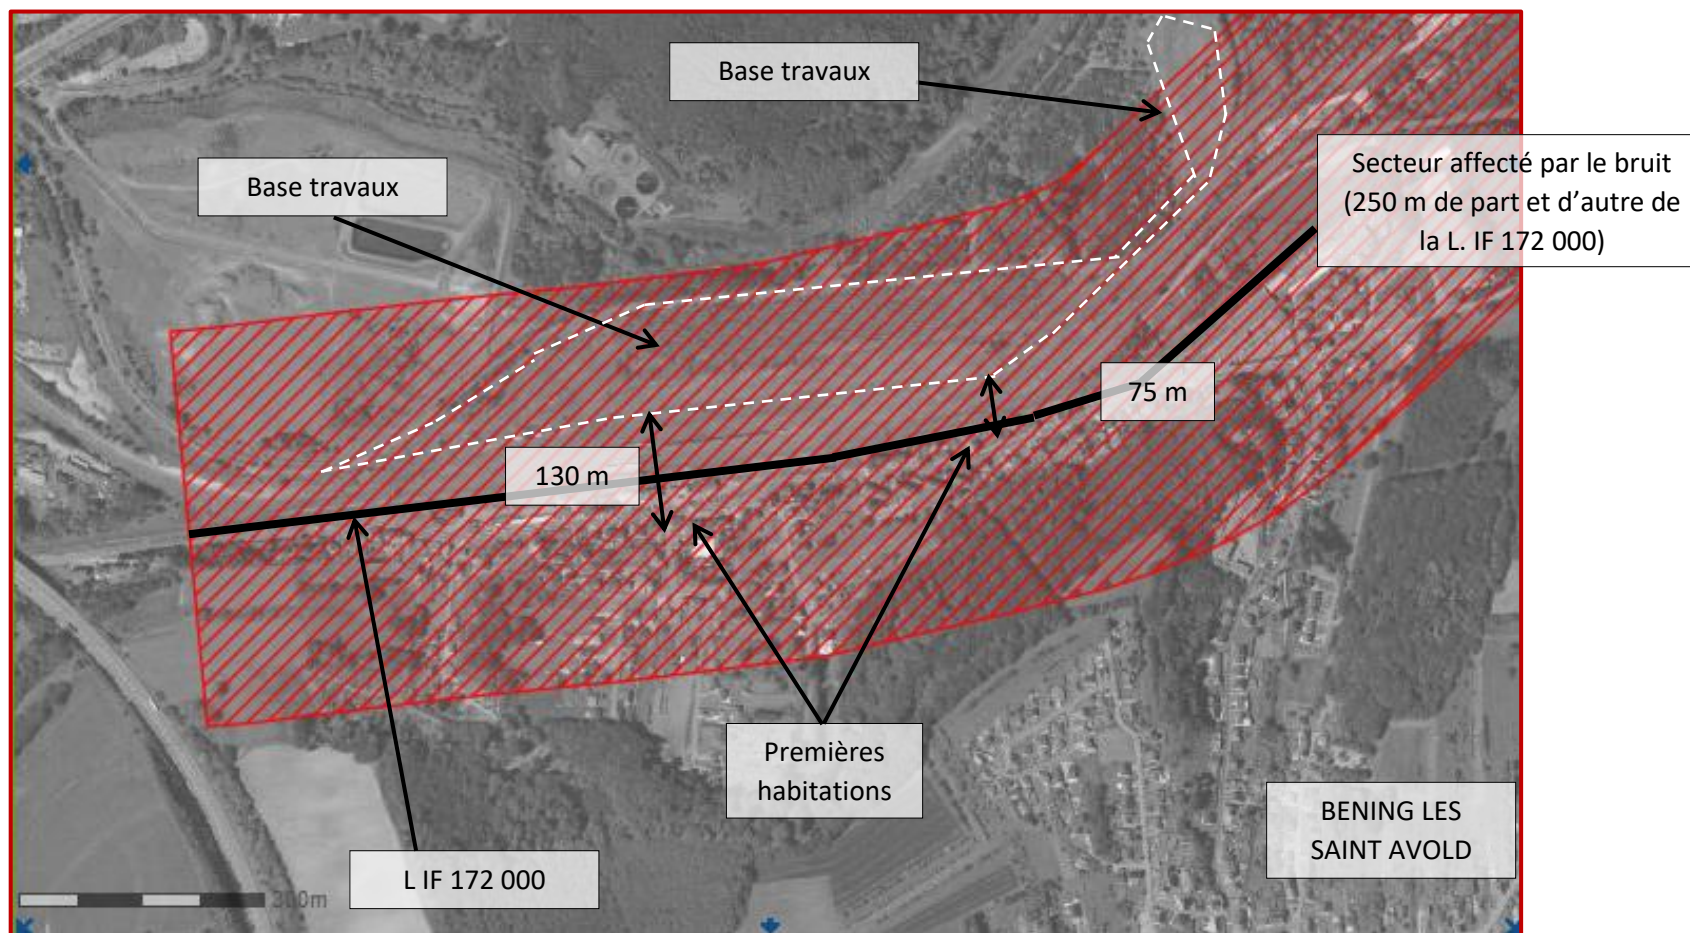 Base travaux
Base travaux
Secteur affecté par le bruit
(250 m de part et d’autre de
la L. IF 172 000)
75 m
130 m
Premières
habitations
BENING LES
SAINT AVOLD
L IF 172 000
300m